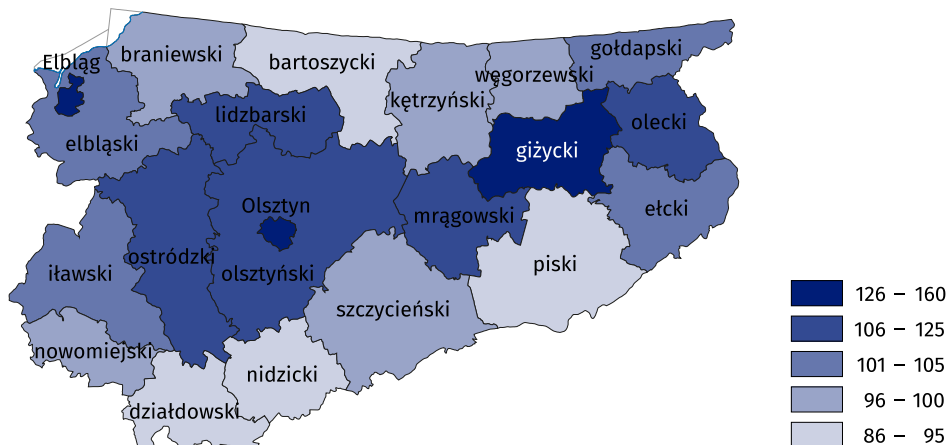 Elbląg
braniewski
bartoszycki
gołdapski
węgorzewski
kętrzyński
lidzbarski
olecki
elbląski
giżycki
Olsztyn
mrągowski
ełcki
ostródzki
olsztyński
iławski
piski
szczycieński
nowomiejski
nidzicki
działdowski
126 – 160
106 – 125
101 – 105
96 – 100
86 – 95